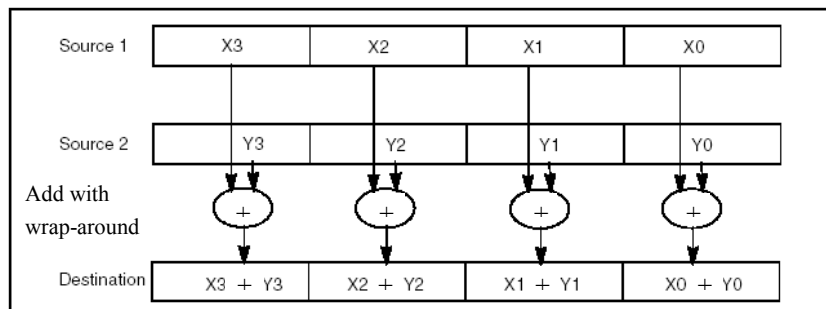 Source 1 X3 X2 X1 X0
Source 2 Y3 Y2 Y1 Y0
Add with
wrap-around
+ + + +
Destination X3 + Y3 X2 + Y2 X1 + Y1 X0 + Y0